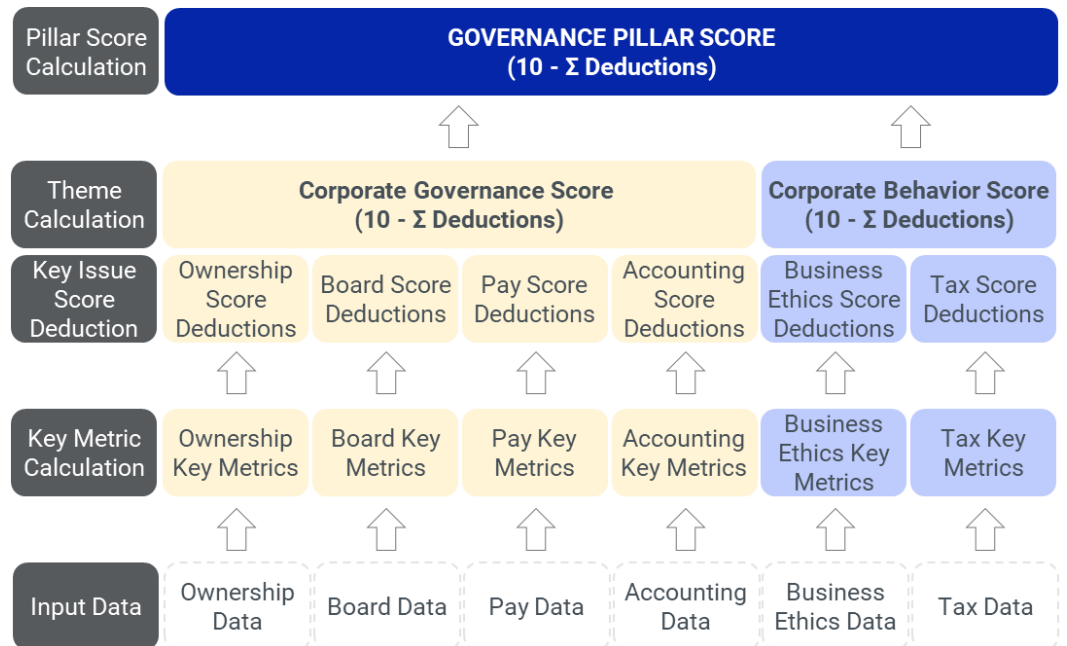 Pillar Score
Calculation
GOVERNANCE PILLAR SCORE
(10 - Σ Deductions)
Theme
Calculation
Corporate Governance Score
(10 - Σ Deductions)
Corporate Behavior Score
(10 - Σ Deductions)
Key Issue
Score
Deduction
Ownership
Score
Deductions
Board Score
Deductions
Pay Score
Deductions
Accounting
Score
Deductions
Business
Ethics Score
Deductions
Tax Score
Deductions
Key Metric
Calculation
Ownership
Key Metrics
Board Key
Metrics
Pay Key
Metrics
Accounting
Key Metrics
Business
Ethics Key
Metrics
Tax Key
Metrics
Input Data
Ownership
Data
Board Data
Pay Data
Accounting
Data
Business
Ethics Data
Tax Data